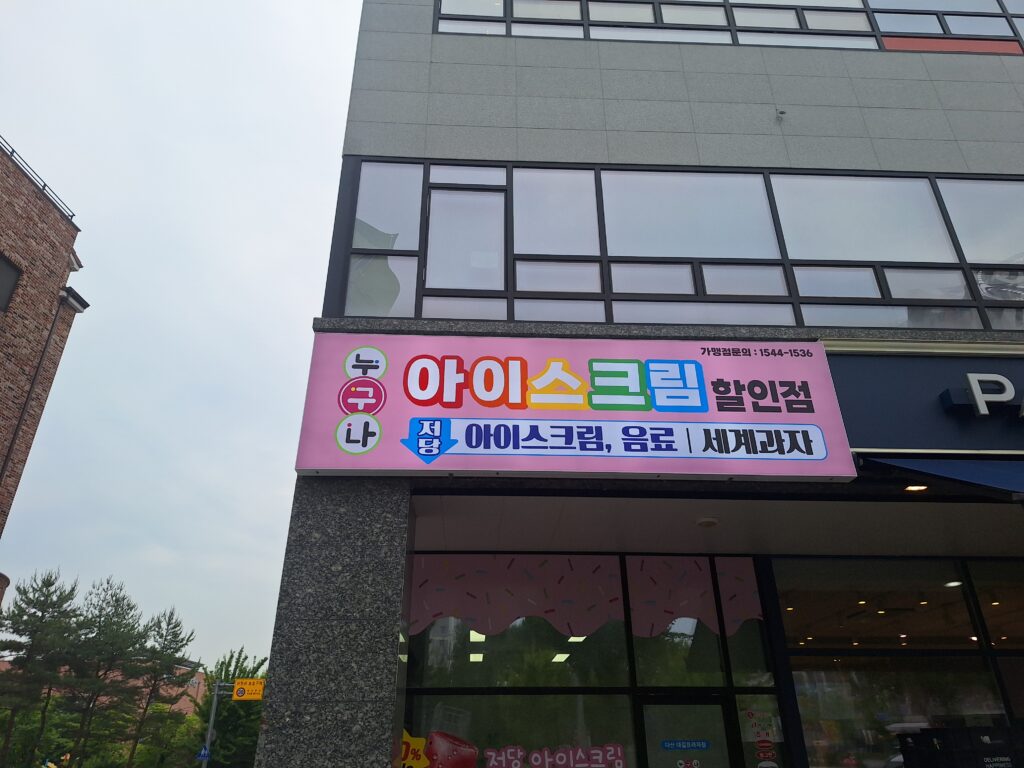 가맹점문의 : 1544-1536
누구나
아이스크림 할인점
저당 아이스크림, 음료 | 세계과자
P
저당 아이스크림
DELIVERING
HAPPINESS